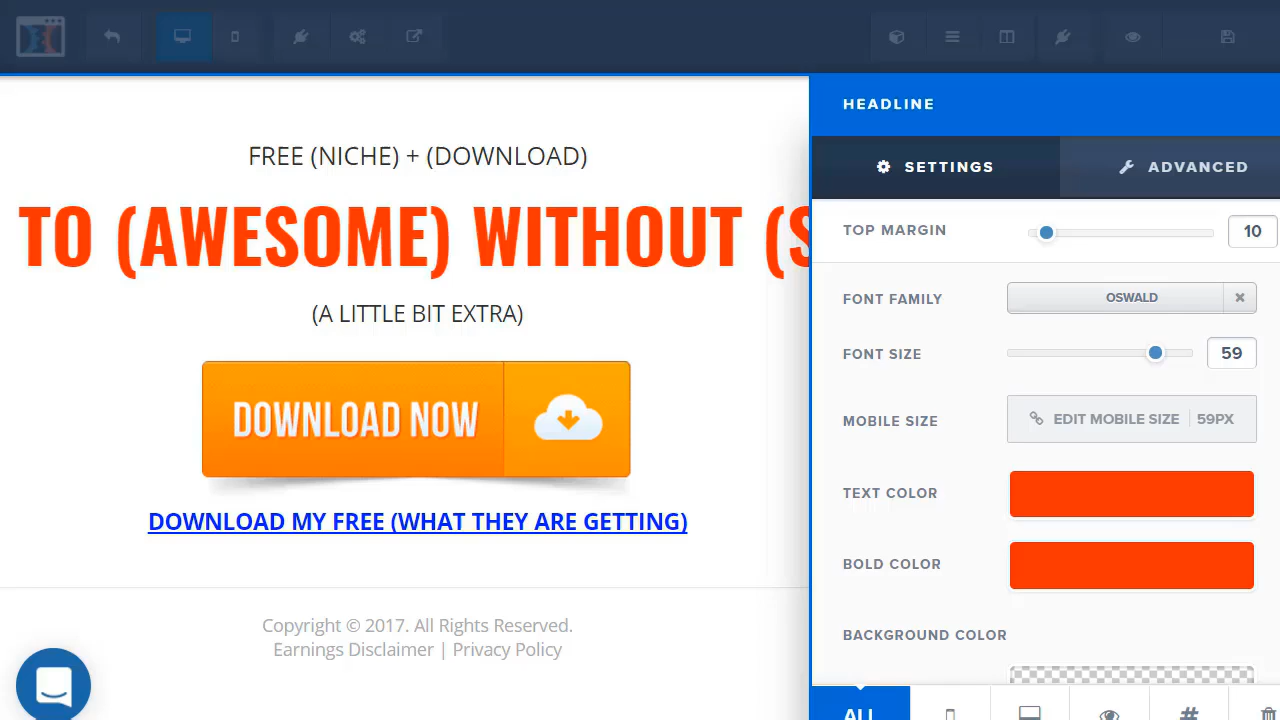 HEADLINE
SETTINGS
ADVANCED
FREE (NICHE) + (DOWNLOAD)
TO (AWESOME) WITHOUT (S
(A LITTLE BIT EXTRA)
DOWNLOAD NOW
DOWNLOAD MY FREE (WHAT THEY ARE GETTING)
Copyright © 2017. All Rights Reserved.
Earnings Disclaimer | Privacy Policy
TOP MARGIN 10
FONT FAMILY OSWALD
FONT SIZE 59
MOBILE SIZE EDIT MOBILE SIZE 59PX
TEXT COLOR
BOLD COLOR
BACKGROUND COLOR
ALL #